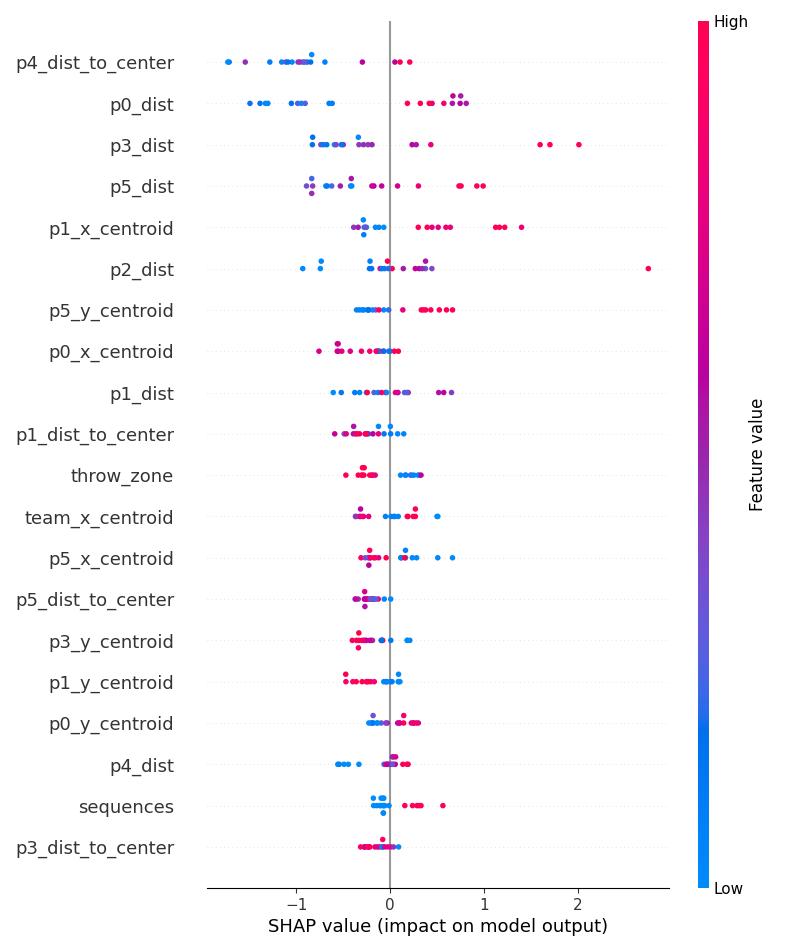 High
p4_dist_to_center
p0_dist
p3_dist
p5_dist
p1_x_centroid
p2_dist
p5_y_centroid
p0_x_centroid
p1_dist
p1_dist_to_center
throw_zone
team_x_centroid
p5_x_centroid
p5_dist_to_center
p3_y_centroid
p1_y_centroid
p0_y_centroid
p4_dist
sequences
p3_dist_to_center
Feature value
Low
−1 0 1 2
SHAP value (impact on model output)